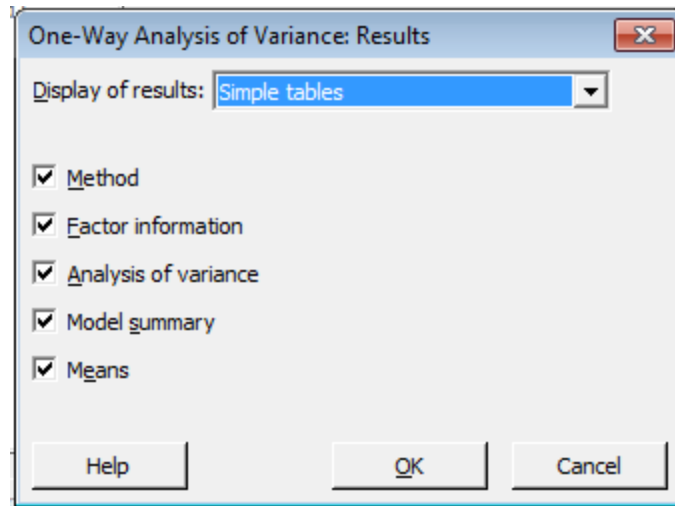 One-Way Analysis of Variance: Results
Display of results: Simple tables
Method
Factor information
Analysis of variance
Model summary
Means
Help OK Cancel